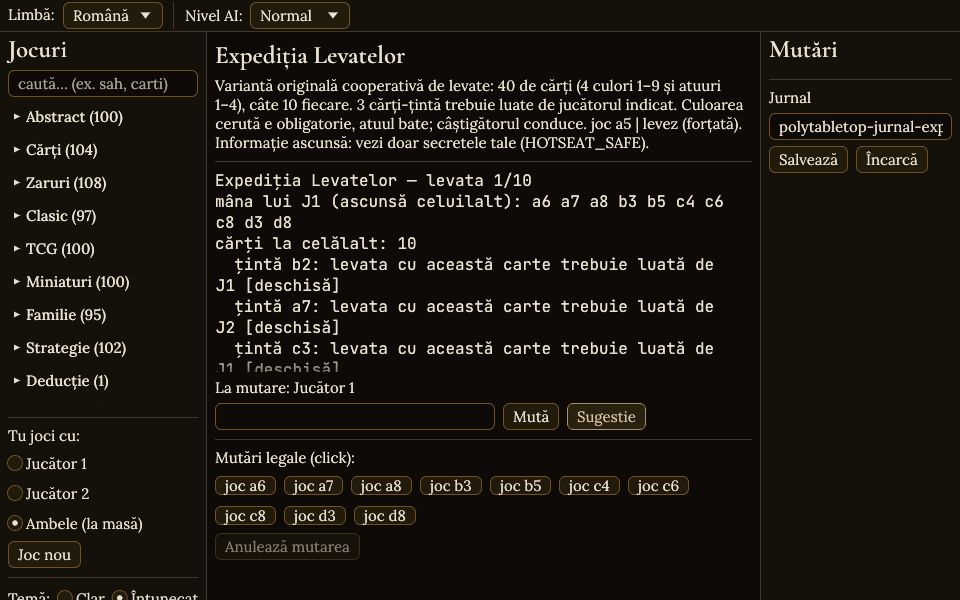 Limbă: Română ▼ Nivel AI: Normal ▼
Jocuri
caută... (ex. sah, carti)
▸ Abstract (100)
▸ Cărți (104)
▸ Zaruri (108)
▸ Clasic (97)
▸ TCG (100)
▸ Miniaturi (100)
▸ Familie (95)
▸ Strategie (102)
▸ Deducție (1)
Tu joci cu:
Jucător 1
Jucător 2
Ambele (la masă)
Joc nou
Temă: Clar Întunecat
Expediția Levatelor
Variantă originală cooperativă de levate: 40 de cărți (4 culori 1–9 și atuuri
1–4), câte 10 fiecare. 3 cărți-țintă trebuie luate de jucătorul indicat. Culoarea
cerută e obligatorie, atuul bate; câștigătorul conduce. joc a5 | levez (forțată).
Informație ascunsă: vezi doar secretele tale (HOTSEAT_SAFE).
Expediția Levatelor — levata 1/10
mâna lui J1 (ascunsă celuilalt): a6 a7 a8 b3 b5 c4 c6
c8 d3 d8
cărți la celălalt: 10
țintă b2: levata cu această carte trebuie luată de
J1 [deschisă]
țintă a7: levata cu această carte trebuie luată de
J2 [deschisă]
țintă c3: levata cu această carte trebuie luată de
J1 [deschisă]
La mutare: Jucător 1
Mută Sugestie
Mutări legale (click):
joc a6 joc a7 joc a8 joc b3 joc b5 joc c4 joc c6
joc c8 joc d3 joc d8
Anulează mutarea
Mutări
Jurnal
polytabletop-jurnal-exp
Salvează Încarcă